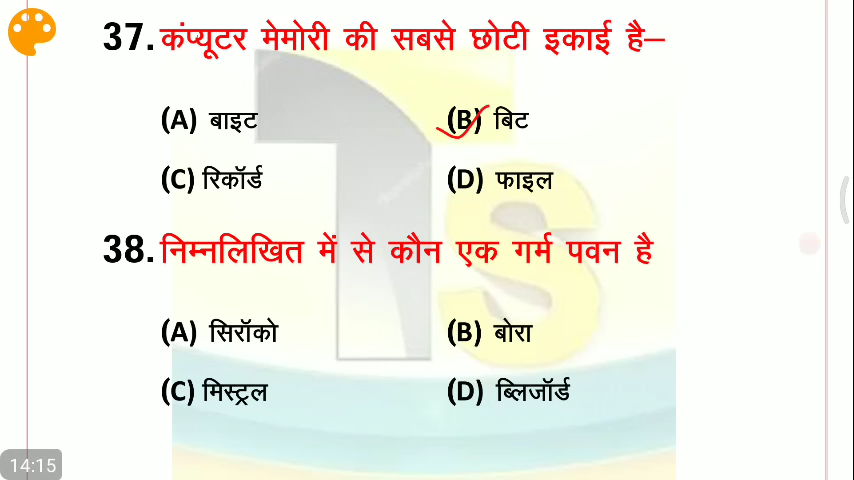 37. कंप्यूटर मेमोरी की सबसे छोटी इकाई है–
(A) बाइट (B) बिट
(C) रिकॉर्ड (D) फाइल
38. निम्नलिखित में से कौन एक गर्म पवन है
(A) सिरॉको (B) बोरा
(C) मिस्ट्रल (D) ब्लिजॉर्ड
14:15